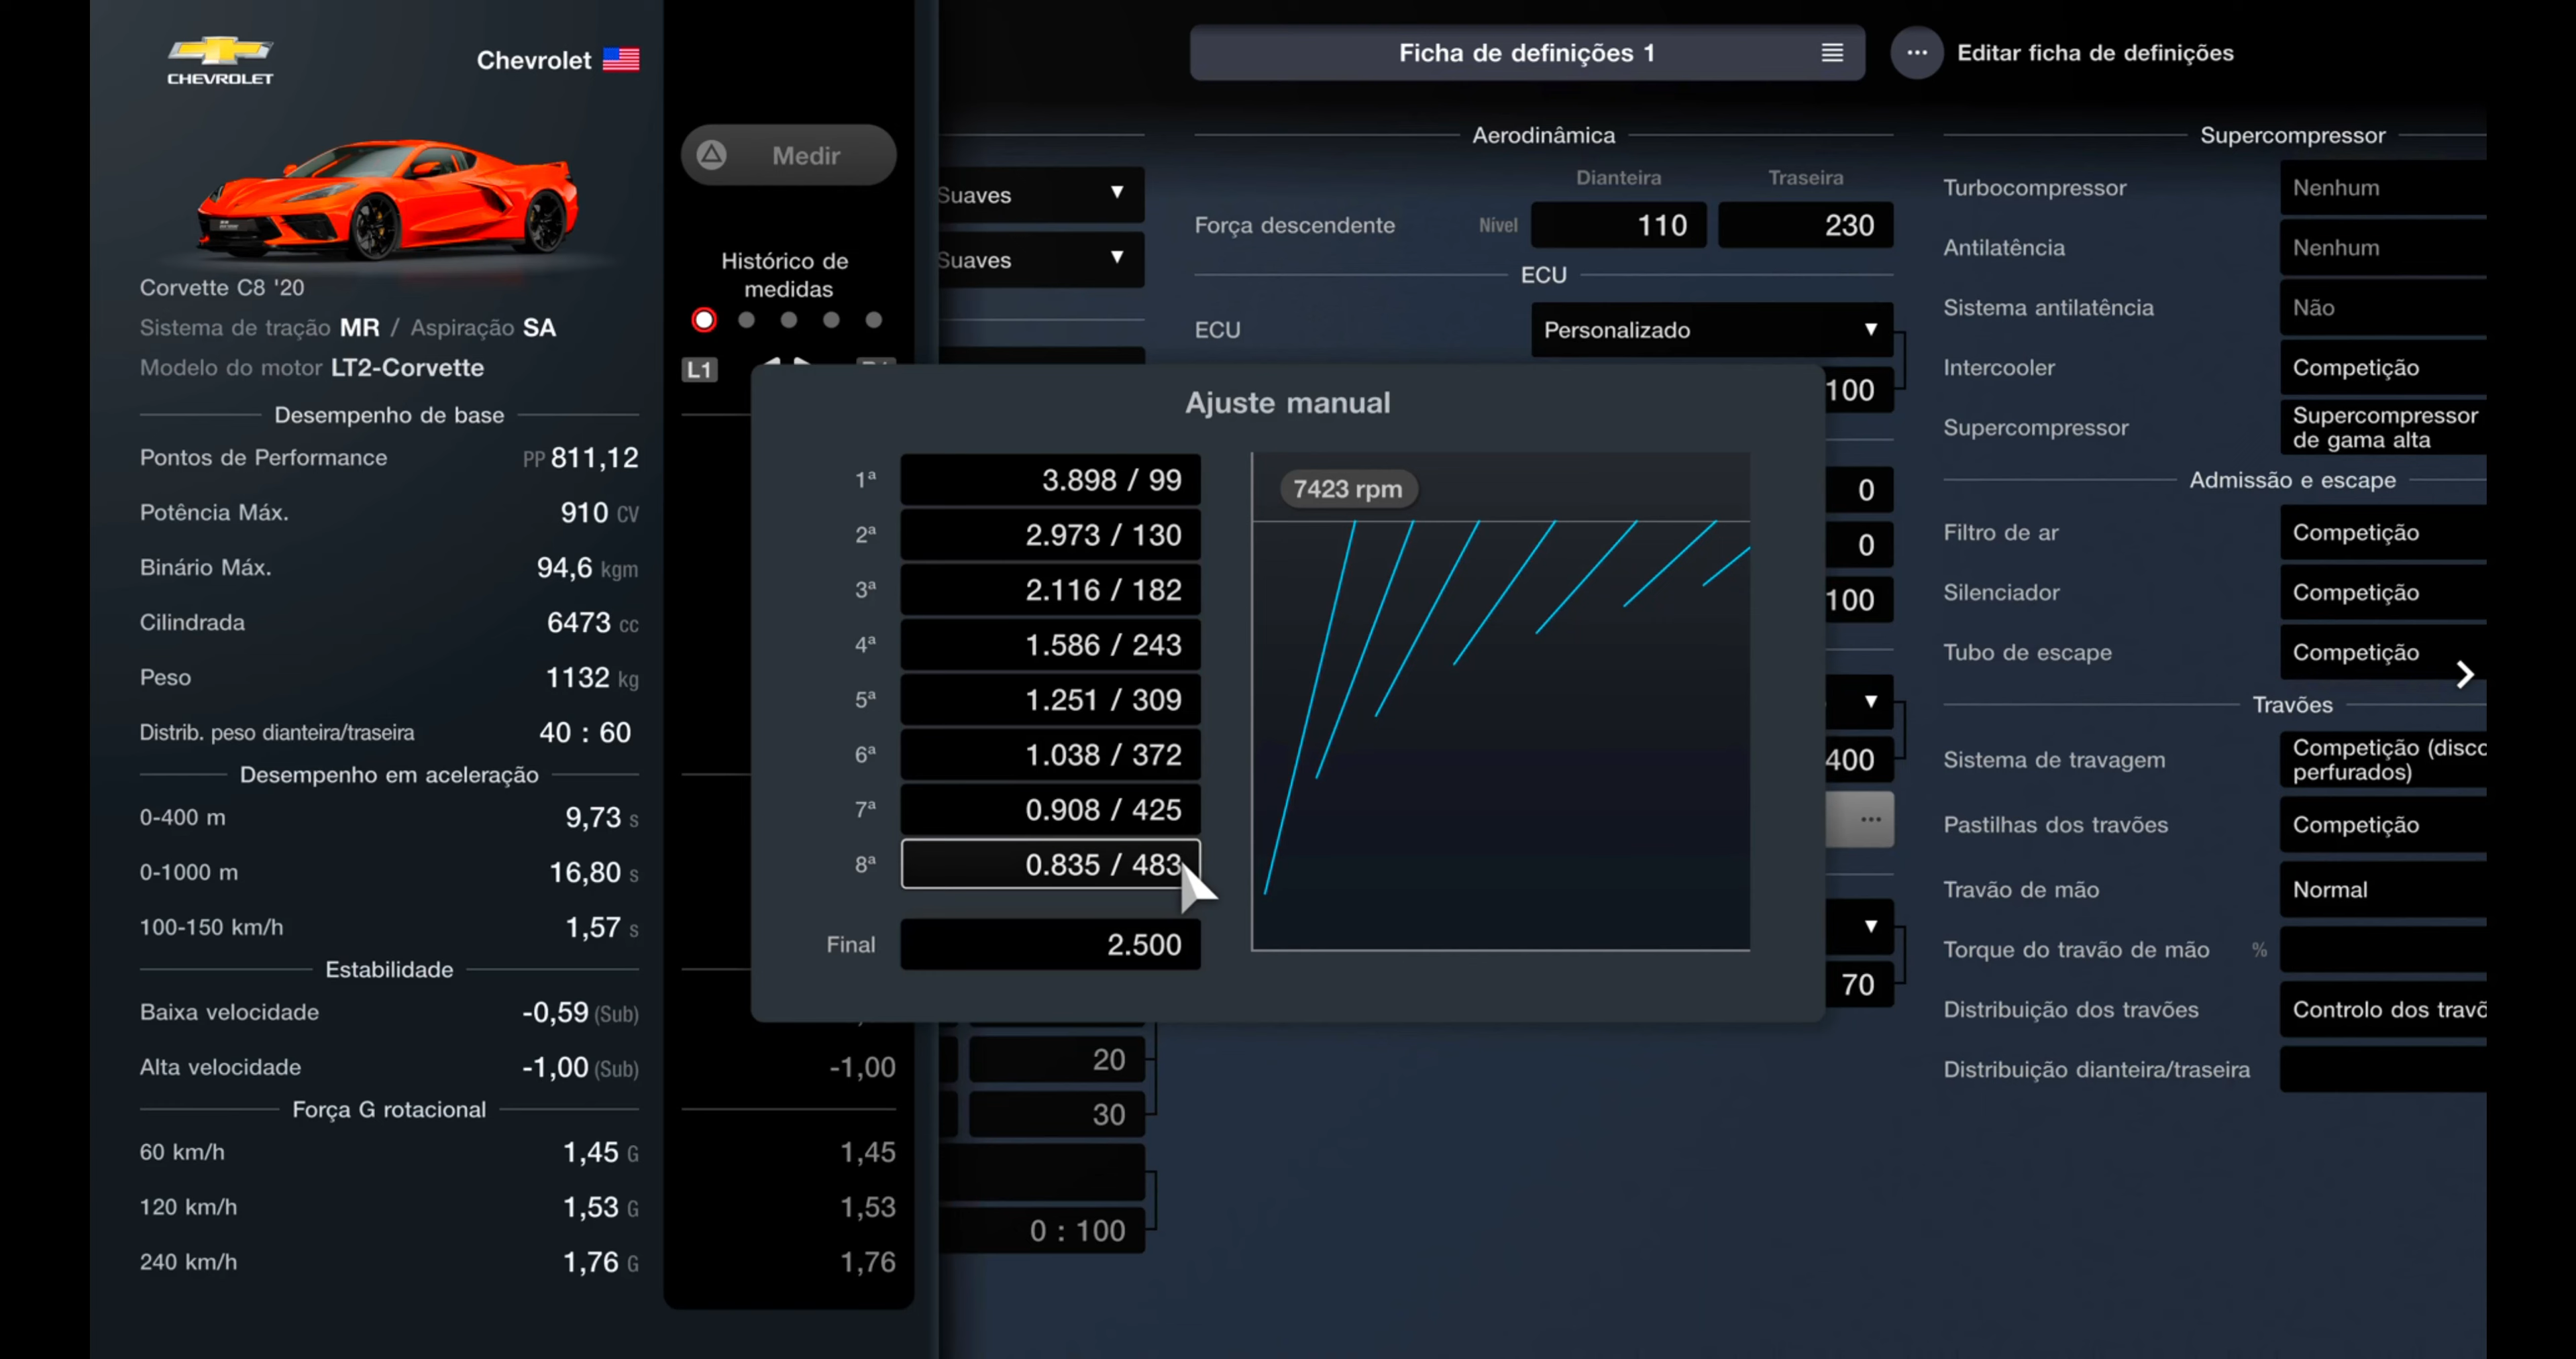 CHEVROLET
Chevrolet
Corvette C8 '20
Sistema de tração MR / Aspiração SA
Modelo do motor LT2-Corvette
Desempenho de base
Pontos de Performance PP 811,12
Potência Máx. 910 CV
Binário Máx. 94,6 kgm
Cilindrada 6473 cc
Peso 1132 kg
Distrib. peso dianteira/traseira 40 : 60
Desempenho em aceleração
0-400 m 9,73 s
0-1000 m 16,80 s
100-150 km/h 1,57 s
Estabilidade
Baixa velocidade -0,59 (Sub)
Alta velocidade -1,00 (Sub)
Força G rotacional
60 km/h 1,45 G
120 km/h 1,53 G
240 km/h 1,76 G
Medir
Histórico de
medidas
L1
-1,00
1,45
1,53
1,76
Ficha de definições 1
Editar ficha de definições
Suaves
Suaves
20
30
0 : 100
Aerodinâmica
Dianteira Traseira
Força descendente Nível 110 230
ECU
ECU Personalizado
100
0
0
100
400
70
Ajuste manual
1ª 3.898 / 99
2ª 2.973 / 130
3ª 2.116 / 182
4ª 1.586 / 243
5ª 1.251 / 309
6ª 1.038 / 372
7ª 0.908 / 425
8ª 0.835 / 483
Final 2.500
7423 rpm
Supercompressor
Turbocompressor Nenhum
Antilatência Nenhum
Sistema antilatência Não
Intercooler Competição
Supercompressor Supercompressor
de gama alta
Admissão e escape
Filtro de ar Competição
Silenciador Competição
Tubo de escape Competição
Travões
Sistema de travagem Competição (disco
perfurados)
Pastilhas dos travões Competição
Travão de mão Normal
Torque do travão de mão %
Distribuição dos travões Controlo dos travõ
Distribuição dianteira/traseira